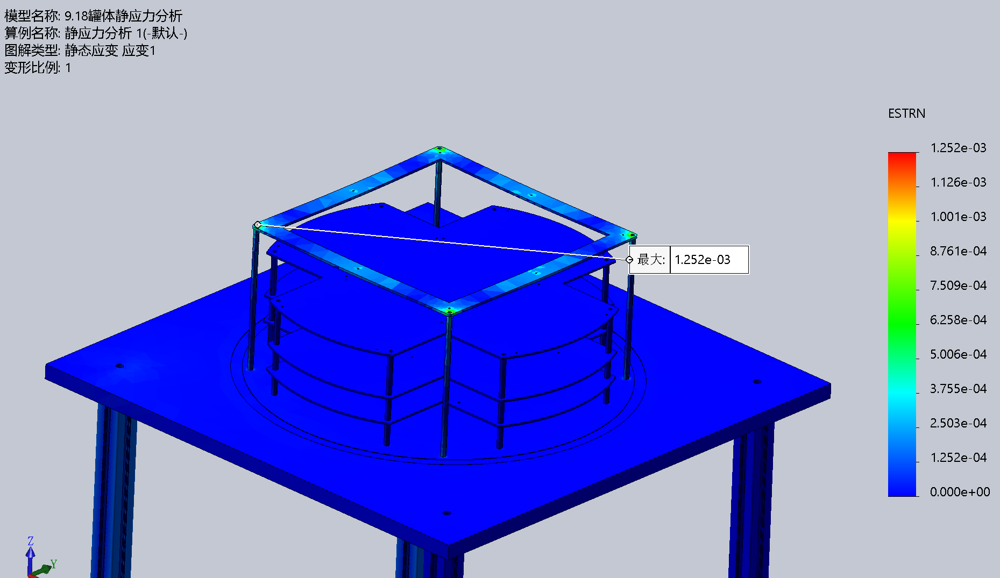 模型名称: 9.18罐体静应力分析
算例名称: 静应力分析 1(-默认-)
图解类型: 静态应变 应变1
变形比例: 1
ESTRN
1.252e-03
1.126e-03
1.001e-03
8.761e-04
7.509e-04
6.258e-04
5.006e-04
3.755e-04
2.503e-04
1.252e-04
0.000e+00
最大: 1.252e-03
Z
Y